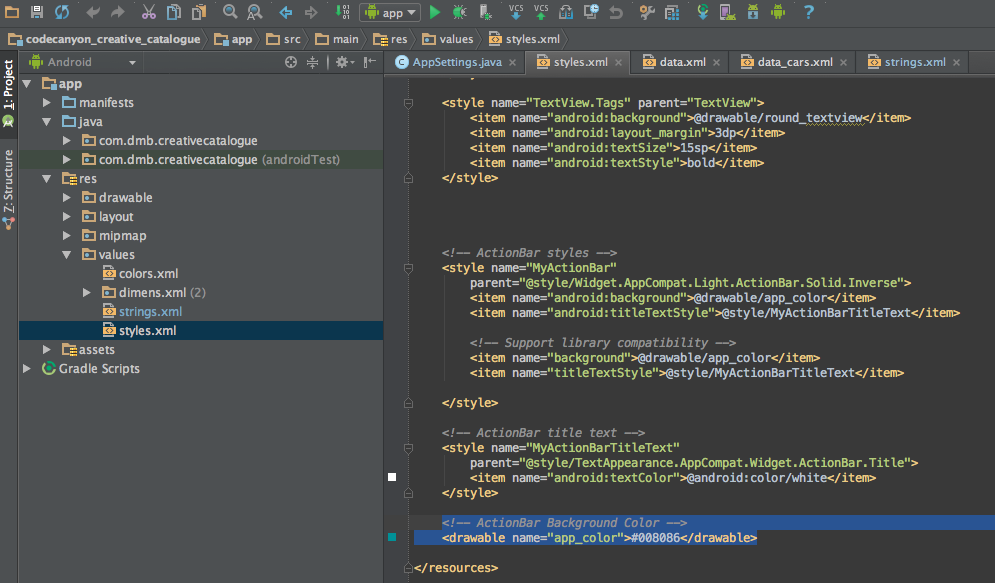 app
VCS
VCS
?
codecanyon_creative_catalogue
app
src
main
res
values
styles.xml
1: Project
Z: Structure
Android
app
manifests
java
com.dmb.creativecatalogue
com.dmb.creativecatalogue (androidTest)
res
drawable
layout
mipmap
values
colors.xml
dimens.xml (2)
strings.xml
styles.xml
assets
Gradle Scripts
AppSettings.java
styles.xml
data.xml
data_cars.xml
strings.xml
<style name="TextView.Tags" parent="TextView">
<item name="android:background">@drawable/round_textview</item>
<item name="android:layout_margin">3dp</item>
<item name="android:textSize">15sp</item>
<item name="android:textStyle">bold</item>
</style>
<!-- ActionBar styles -->
<style name="MyActionBar"
parent="@style/Widget.AppCompat.Light.ActionBar.Solid.Inverse">
<item name="android:background">@drawable/app_color</item>
<item name="android:titleTextStyle">@style/MyActionBarTitleText</item>
<!-- Support library compatibility -->
<item name="background">@drawable/app_color</item>
<item name="titleTextStyle">@style/MyActionBarTitleText</item>
</style>
<!-- ActionBar title text -->
<style name="MyActionBarTitleText"
parent="@style/TextAppearance.AppCompat.Widget.ActionBar.Title">
<item name="android:textColor">@android:color/white</item>
</style>
<!-- ActionBar Background Color -->
<drawable name="app_color">#008086</drawable>
</resources>